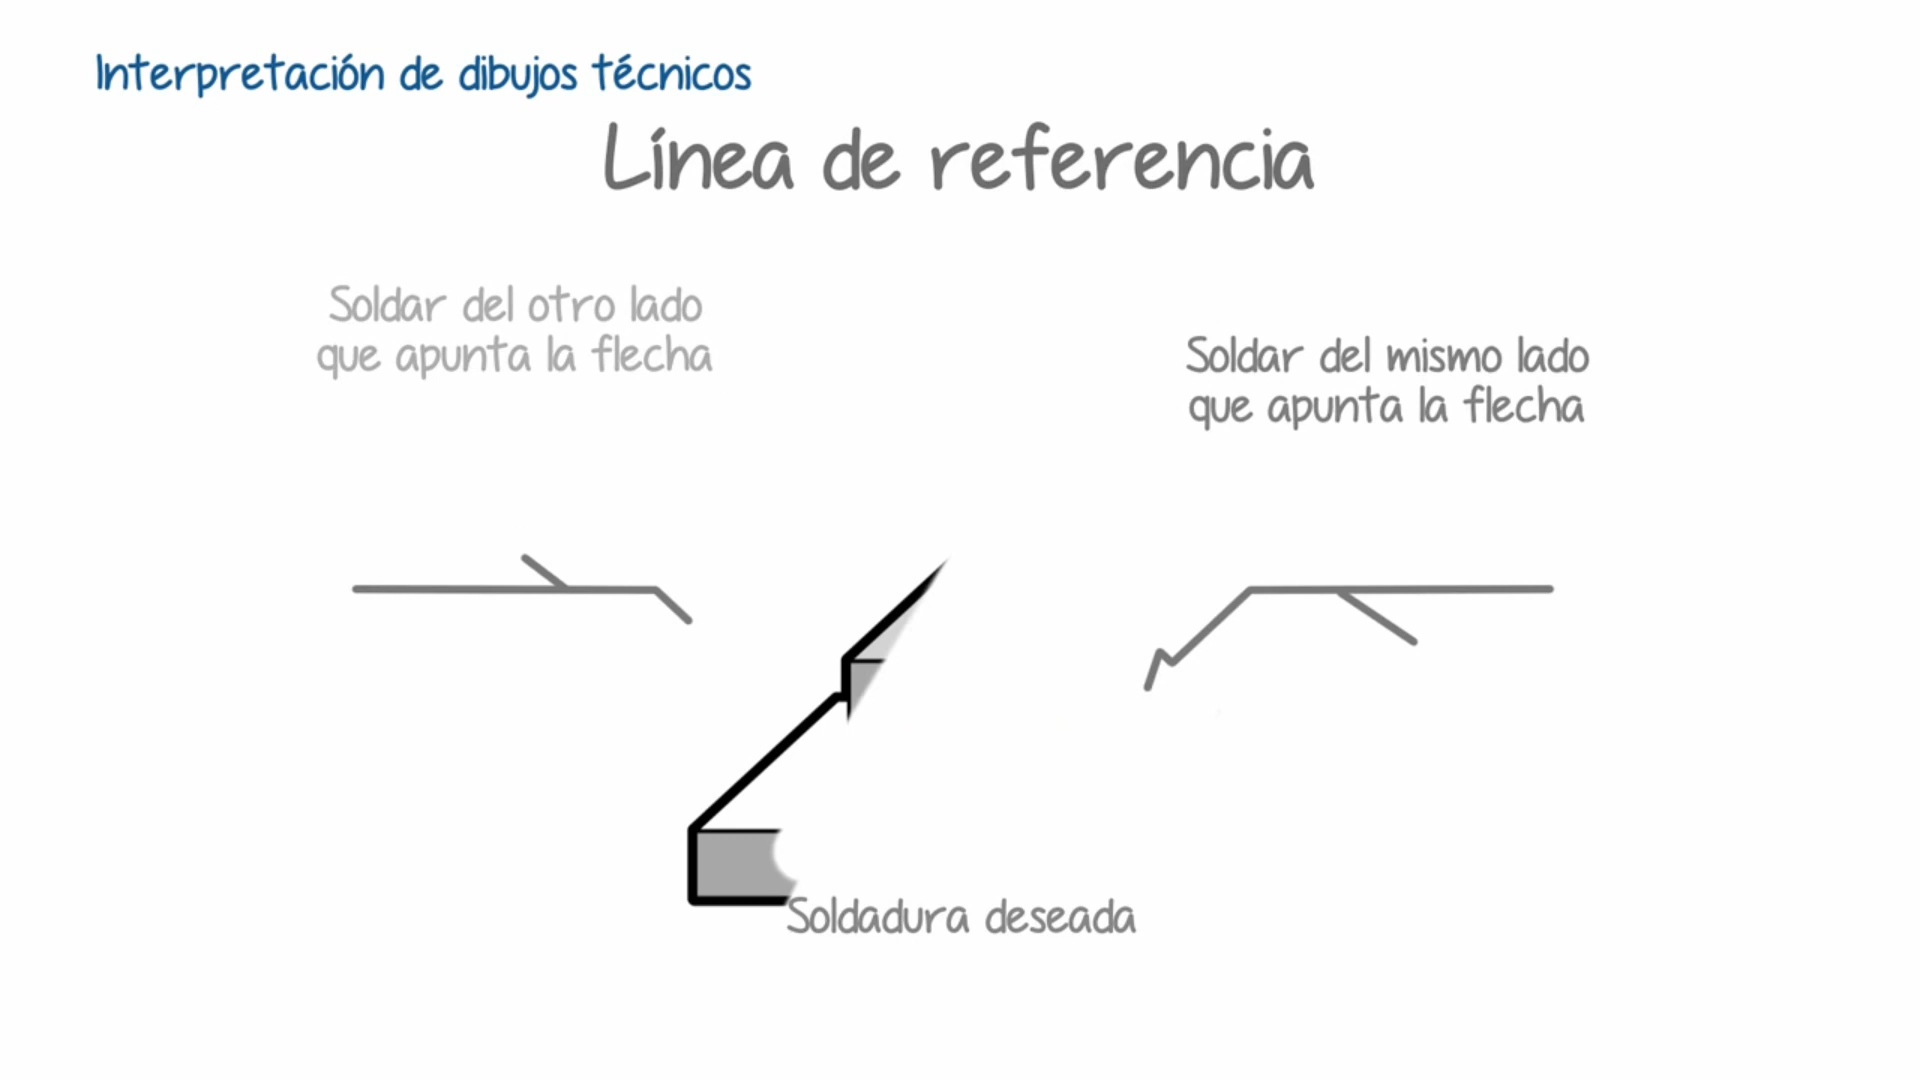 Interpretación de dibujos técnicos
Línea de referencia
Soldar del otro lado
que apunta la flecha
Soldar del mismo lado
que apunta la flecha
Soldadura deseada